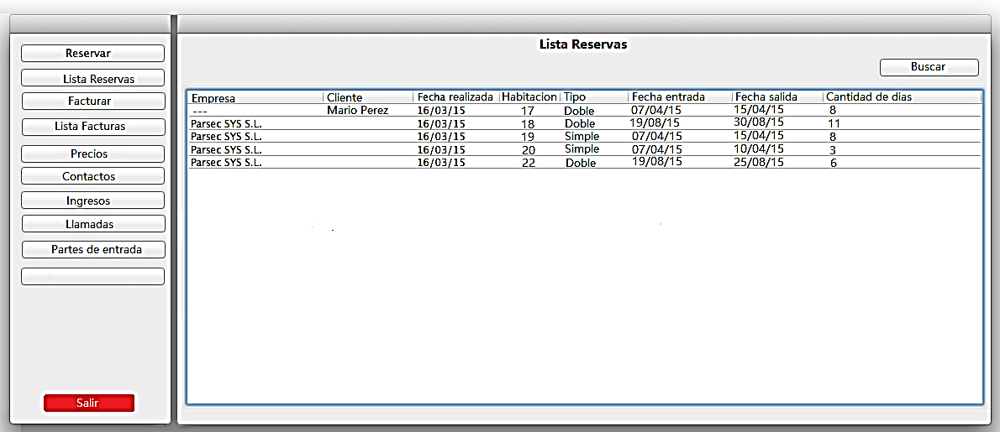 Reservar
Lista Reservas
Facturar
Lista Facturas
Precios
Contactos
Ingresos
Llamadas
Partes de entrada
Salir
Lista Reservas
Buscar
Empresa Cliente Fecha realizada Habitacion Tipo Fecha entrada Fecha salida Cantidad de dias
--- Mario Perez 16/03/15 17 Doble 07/04/15 15/04/15 8
Parsec SYS S.L. 16/03/15 18 Doble 19/08/15 30/08/15 11
Parsec SYS S.L. 16/03/15 19 Simple 07/04/15 15/04/15 8
Parsec SYS S.L. 16/03/15 20 Simple 07/04/15 10/04/15 3
Parsec SYS S.L. 16/03/15 22 Doble 19/08/15 25/08/15 6